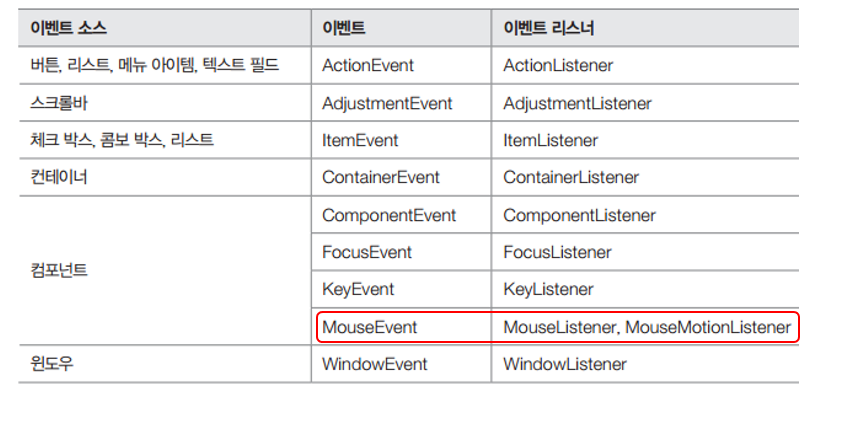 이벤트 소스 이벤트 이벤트 리스너
버튼, 리스트, 메뉴 아이템, 텍스트 필드 ActionEvent ActionListener
스크롤바 AdjustmentEvent AdjustmentListener
체크 박스, 콤보 박스, 리스트 ItemEvent ItemListener
컨테이너 ContainerEvent ContainerListener
컴포넌트 ComponentEvent ComponentListener
FocusEvent FocusListener
KeyEvent KeyListener
MouseEvent MouseListener, MouseMotionListener
윈도우 WindowEvent WindowListener